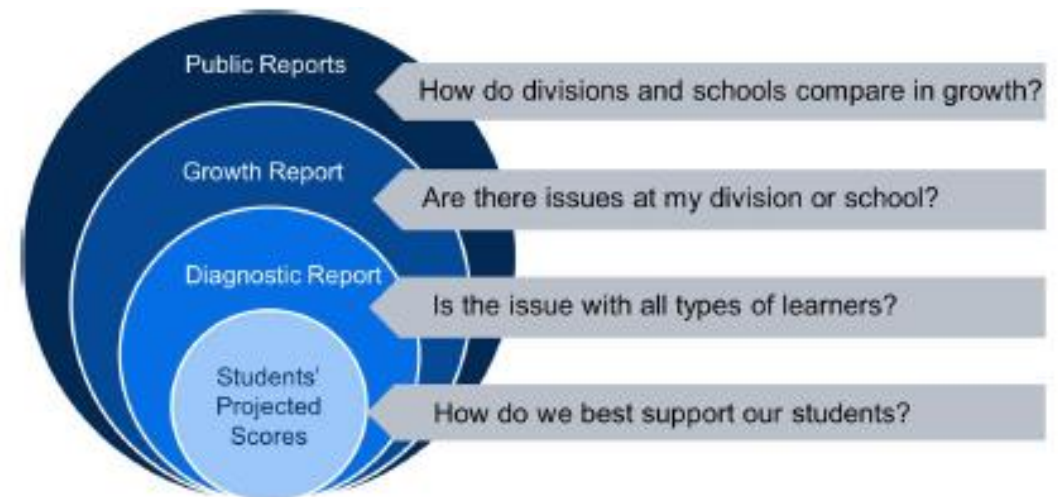 Public Reports
How do divisions and schools compare in growth?
Growth Report
Are there issues at my division or school?
Diagnostic Report
Is the issue with all types of learners?
Students'
Projected
Scores
How do we best support our students?